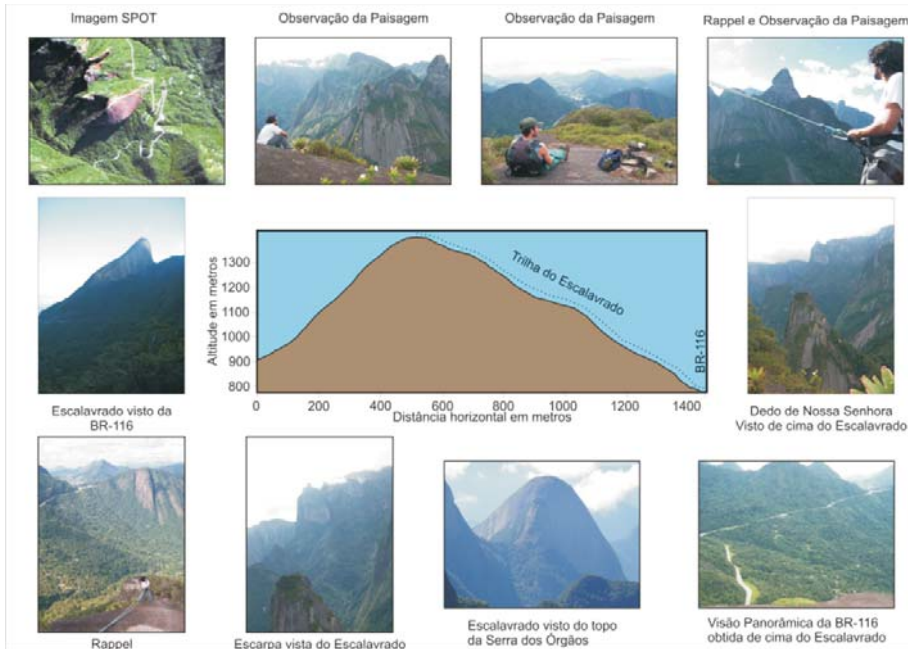 Imagem SPOT
Observação da Paisagem
Observação da Paisagem
Rappel e Observação da Paisagem
Altitude em metros
1300
1200
1100
1000
900
800
Trilha do Escalavrado
BR-116
0 200 400 600 800 1000 1200 1400
Distância horizontal em metros
Escalavrado visto da
BR-116
Dedo de Nossa Senhora
Visto de cima do Escalavrado
Rappel
Escarpa vista do Escalavrado
Escalavrado visto do topo
da Serra dos Órgãos
Visão Panorâmica da BR-116
obtida de cima do Escalavrado